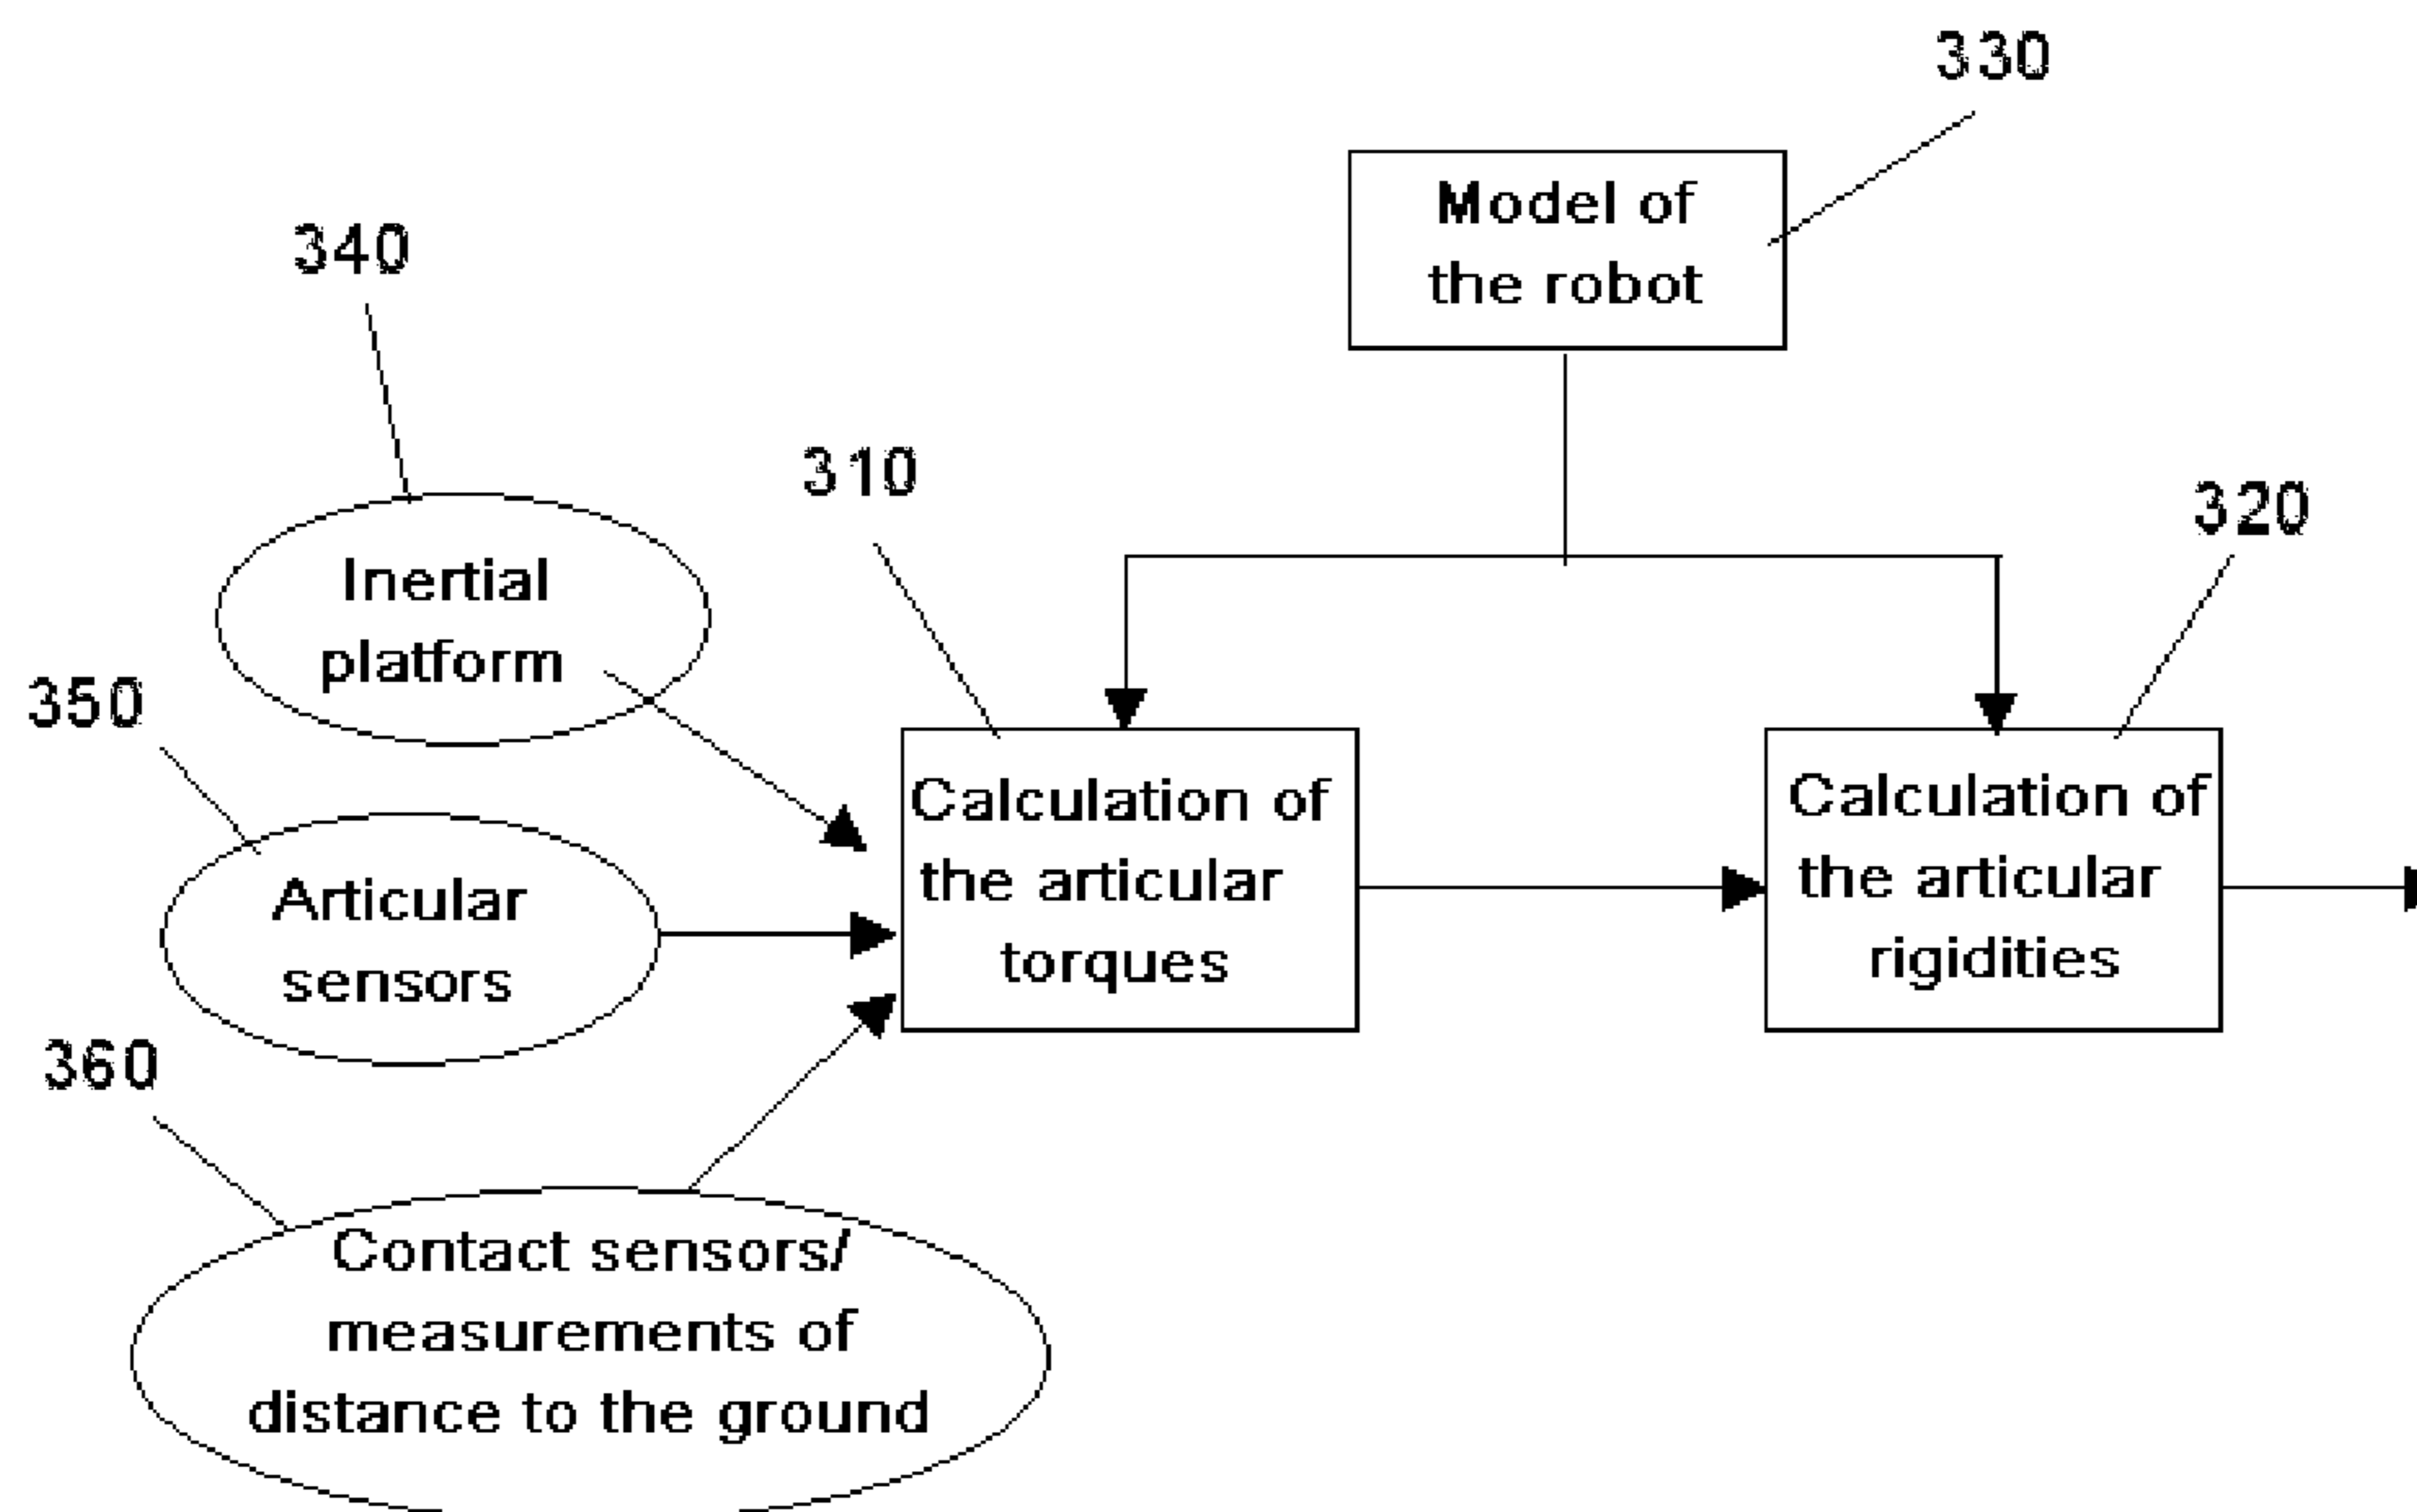 330
Model of
the robot
340
310
320
Inertial
platform
350
Calculation of
the articular
torques
Calculation of
the articular
rigidities
Articular
sensors
360
Contact sensors/
measurements of
distance to the ground